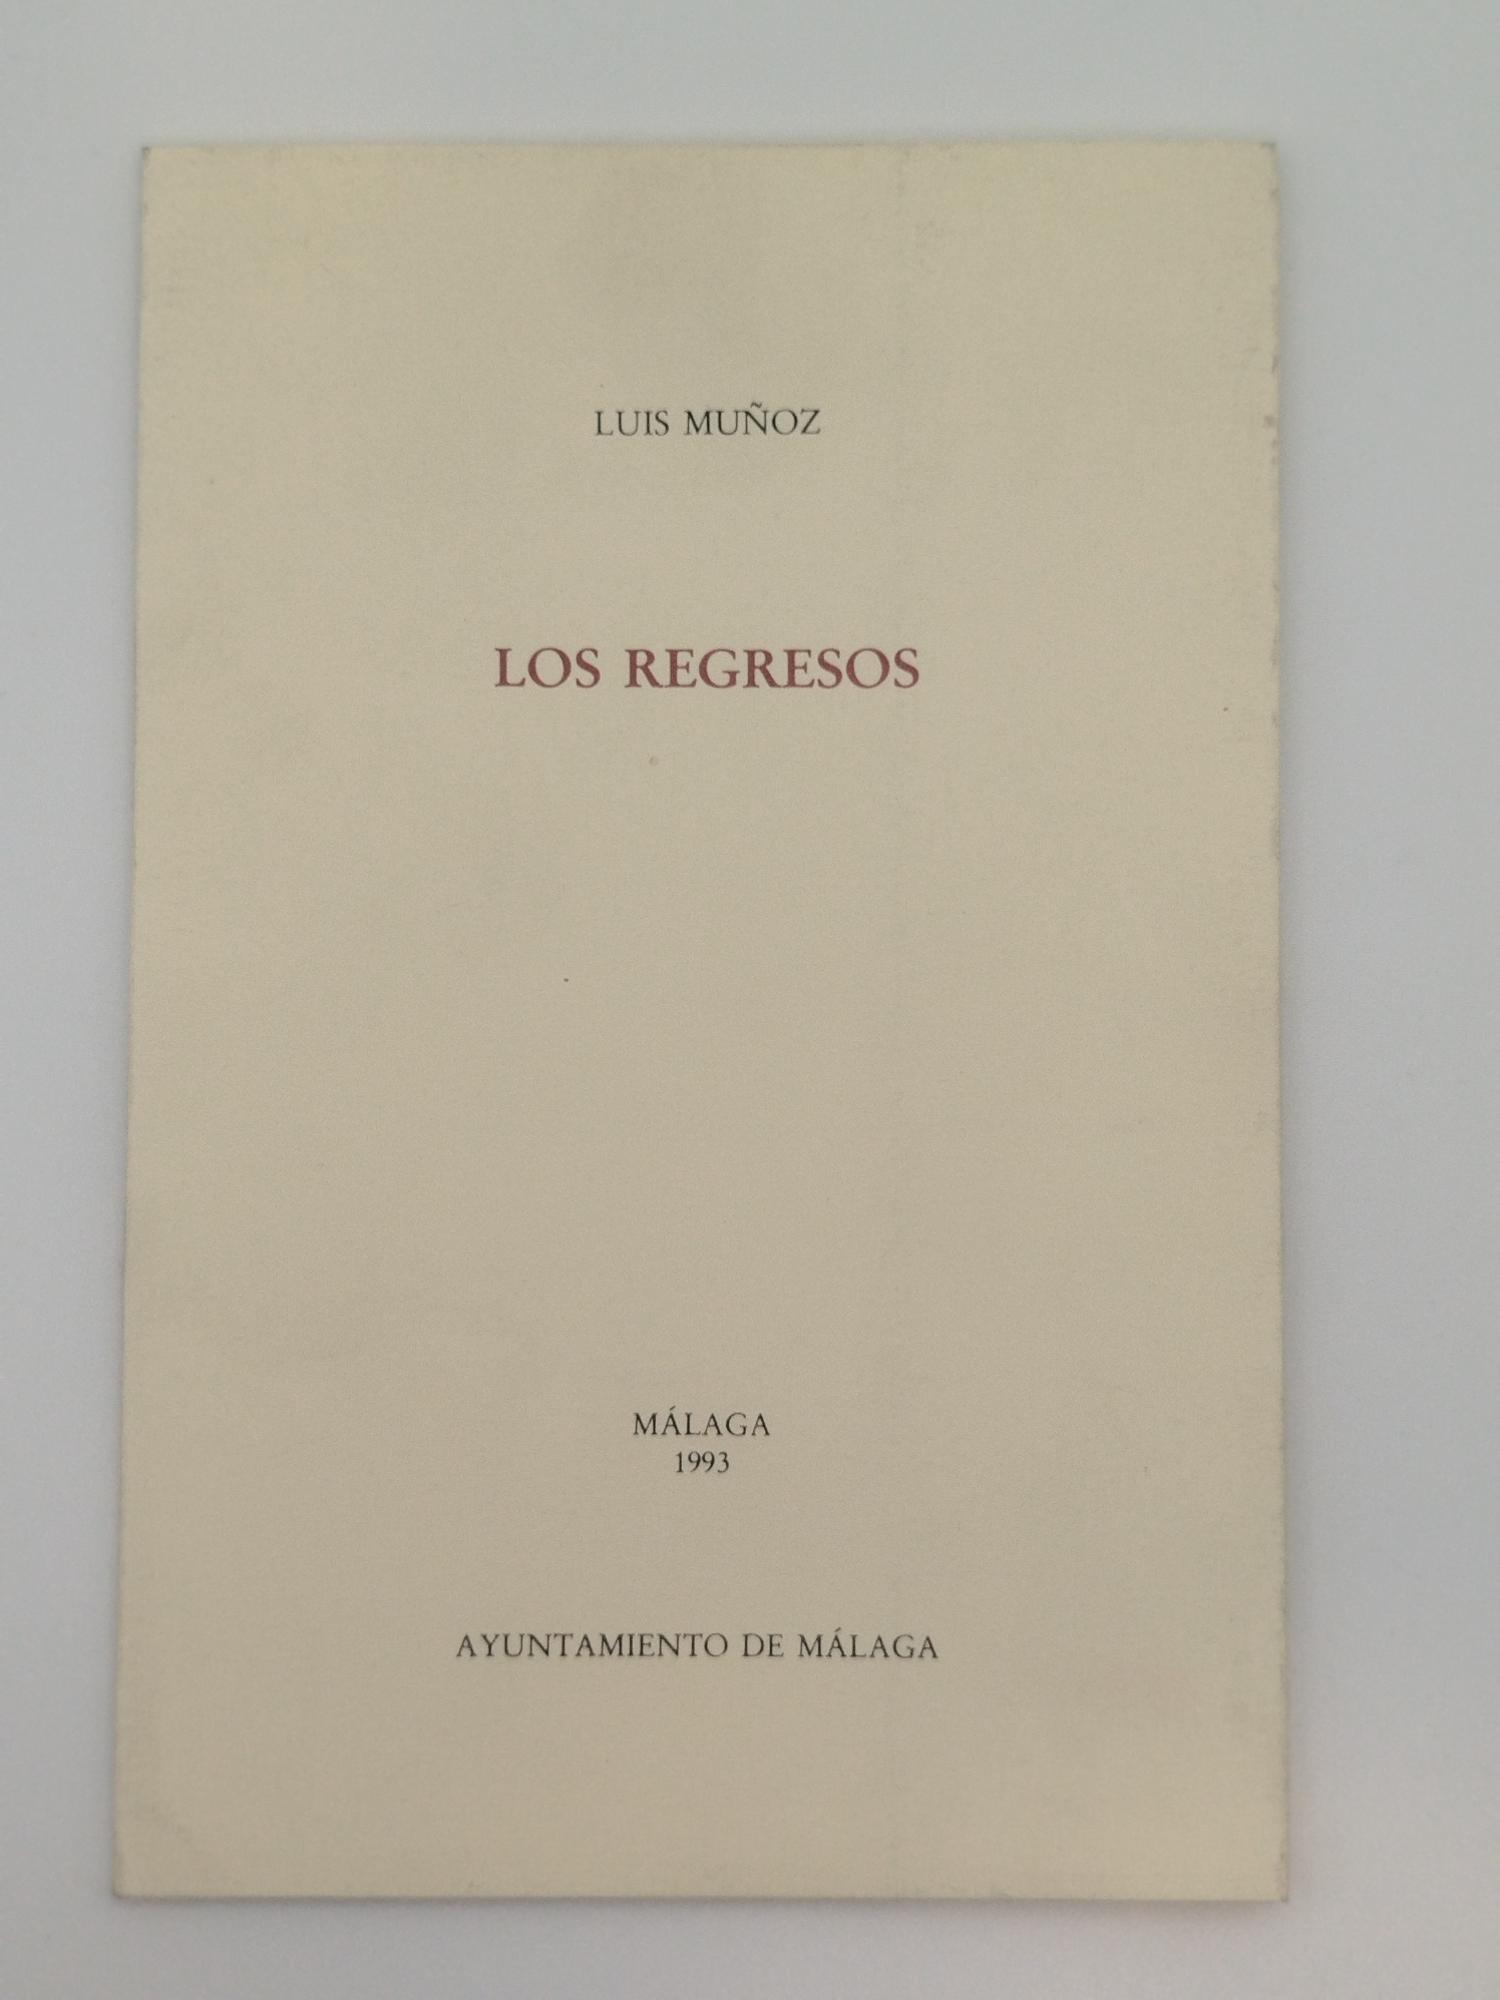 LUIS MUÑOZ
LOS REGRESOS
MÁLAGA
1993
AYUNTAMIENTO DE MÁLAGA